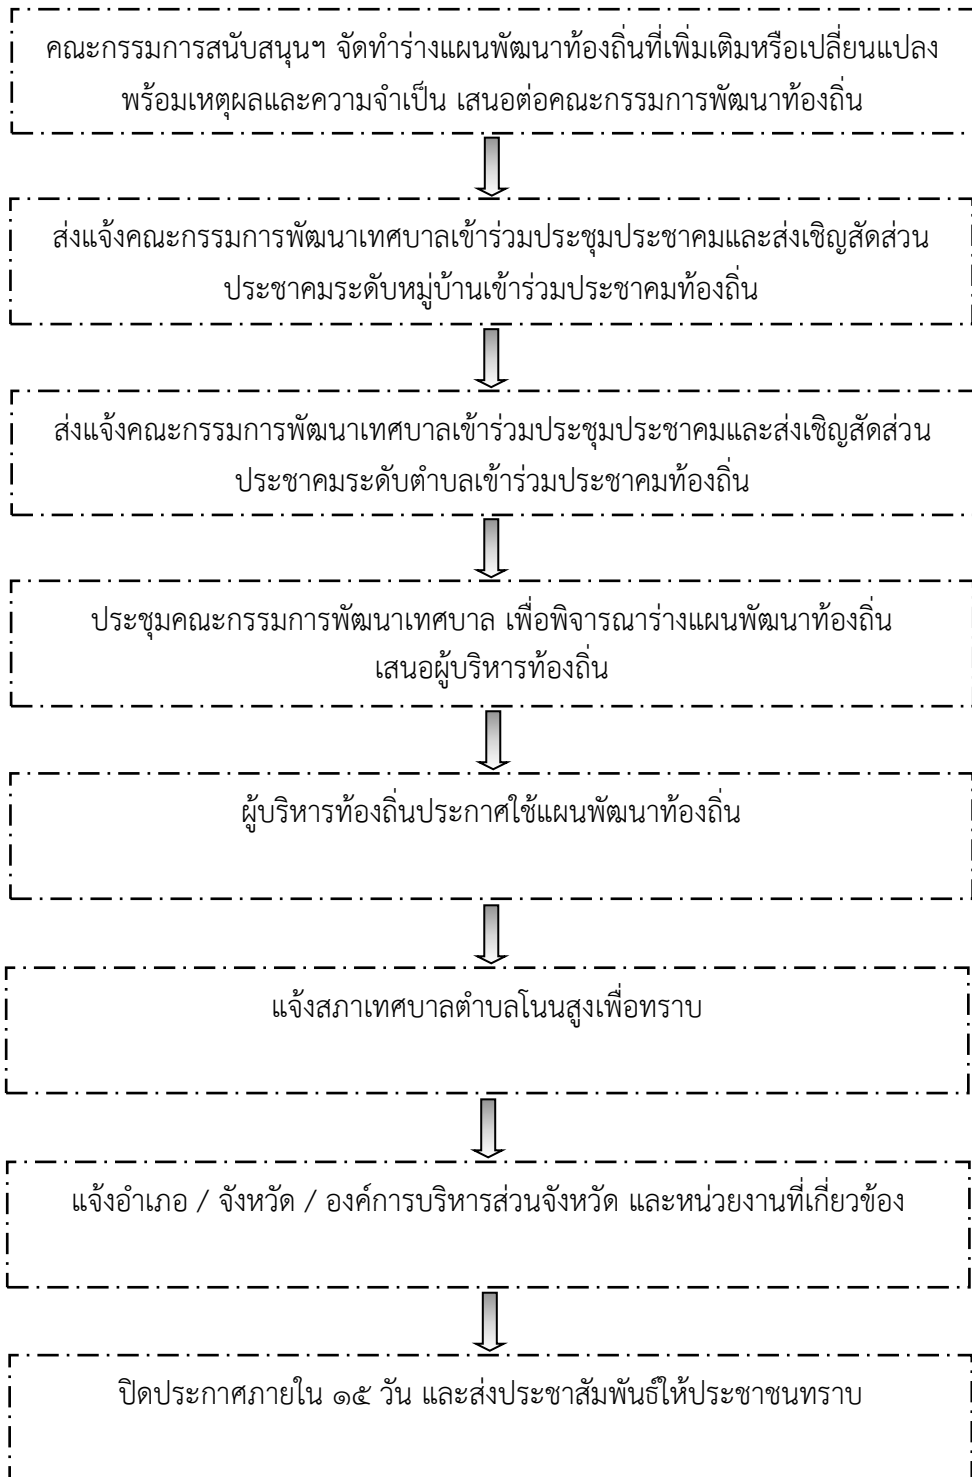 คณะกรรมการสนับสนุนฯ จัดทำร่างแผนพัฒนาท้องถิ่นที่เพิ่มเติมหรือเปลี่ยนแปลง
พร้อมเหตุผลและความจำเป็น เสนอต่อคณะกรรมการพัฒนาท้องถิ่น
ส่งแจ้งคณะกรรมการพัฒนาเทศบาลเข้าร่วมประชุมประชาคมและส่งเชิญสัดส่วน
ประชาคมระดับหมู่บ้านเข้าร่วมประชาคมท้องถิ่น
ส่งแจ้งคณะกรรมการพัฒนาเทศบาลเข้าร่วมประชุมประชาคมและส่งเชิญสัดส่วน
ประชาคมระดับตำบลเข้าร่วมประชาคมท้องถิ่น
ประชุมคณะกรรมการพัฒนาเทศบาล เพื่อพิจารณาร่างแผนพัฒนาท้องถิ่น
เสนอผู้บริหารท้องถิ่น
ผู้บริหารท้องถิ่นประกาศใช้แผนพัฒนาท้องถิ่น
แจ้งสภาเทศบาลตำบลโนนสูงเพื่อทราบ
แจ้งอำเภอ / จังหวัด / องค์การบริหารส่วนจังหวัด และหน่วยงานที่เกี่ยวข้อง
ปิดประกาศภายใน ๑๕ วัน และส่งประชาสัมพันธ์ให้ประชาชนทราบ